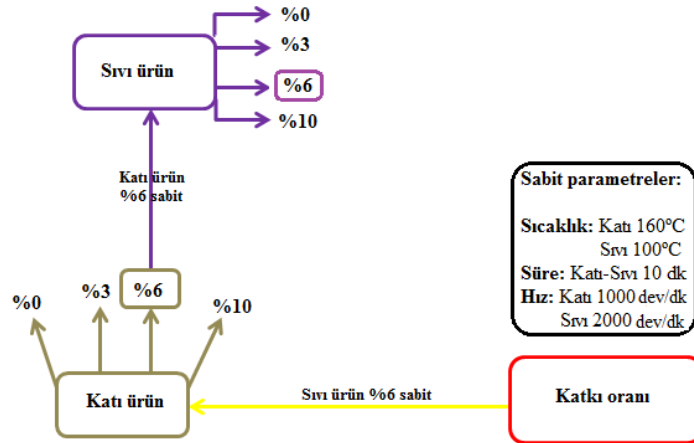 %0
%3
Sıvı ürün
%6
%10
Katı ürün
%6 sabit
Sabit parametreler:
Sıcaklık: Katı 160°C
Sıvı 100°C
Süre: Katı-Sıvı 10 dk
Hız: Katı 1000 dev/dk
Sıvı 2000 dev/dk
%0
%3
%6
%10
Katı ürün
Sıvı ürün %6 sabit
Katkı oranı